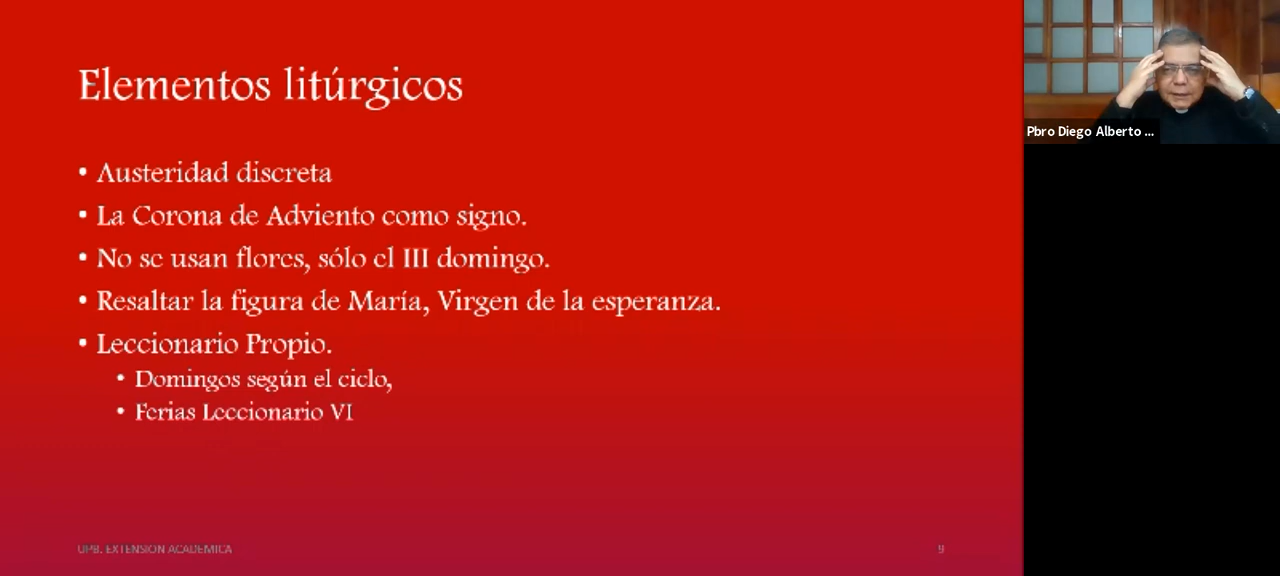 Elementos litúrgicos
• Austeridad discreta
• La Corona de Adviento como signo.
• No se usan flores, sólo el III domingo.
• Resaltar la figura de María, Virgen de la esperanza.
• Leccionario Propio.
• Domingos según el ciclo,
• Ferias Leccionario VI
UPB. EXTENSION ACADEMICA
9
Pbro Diego Alberto ...